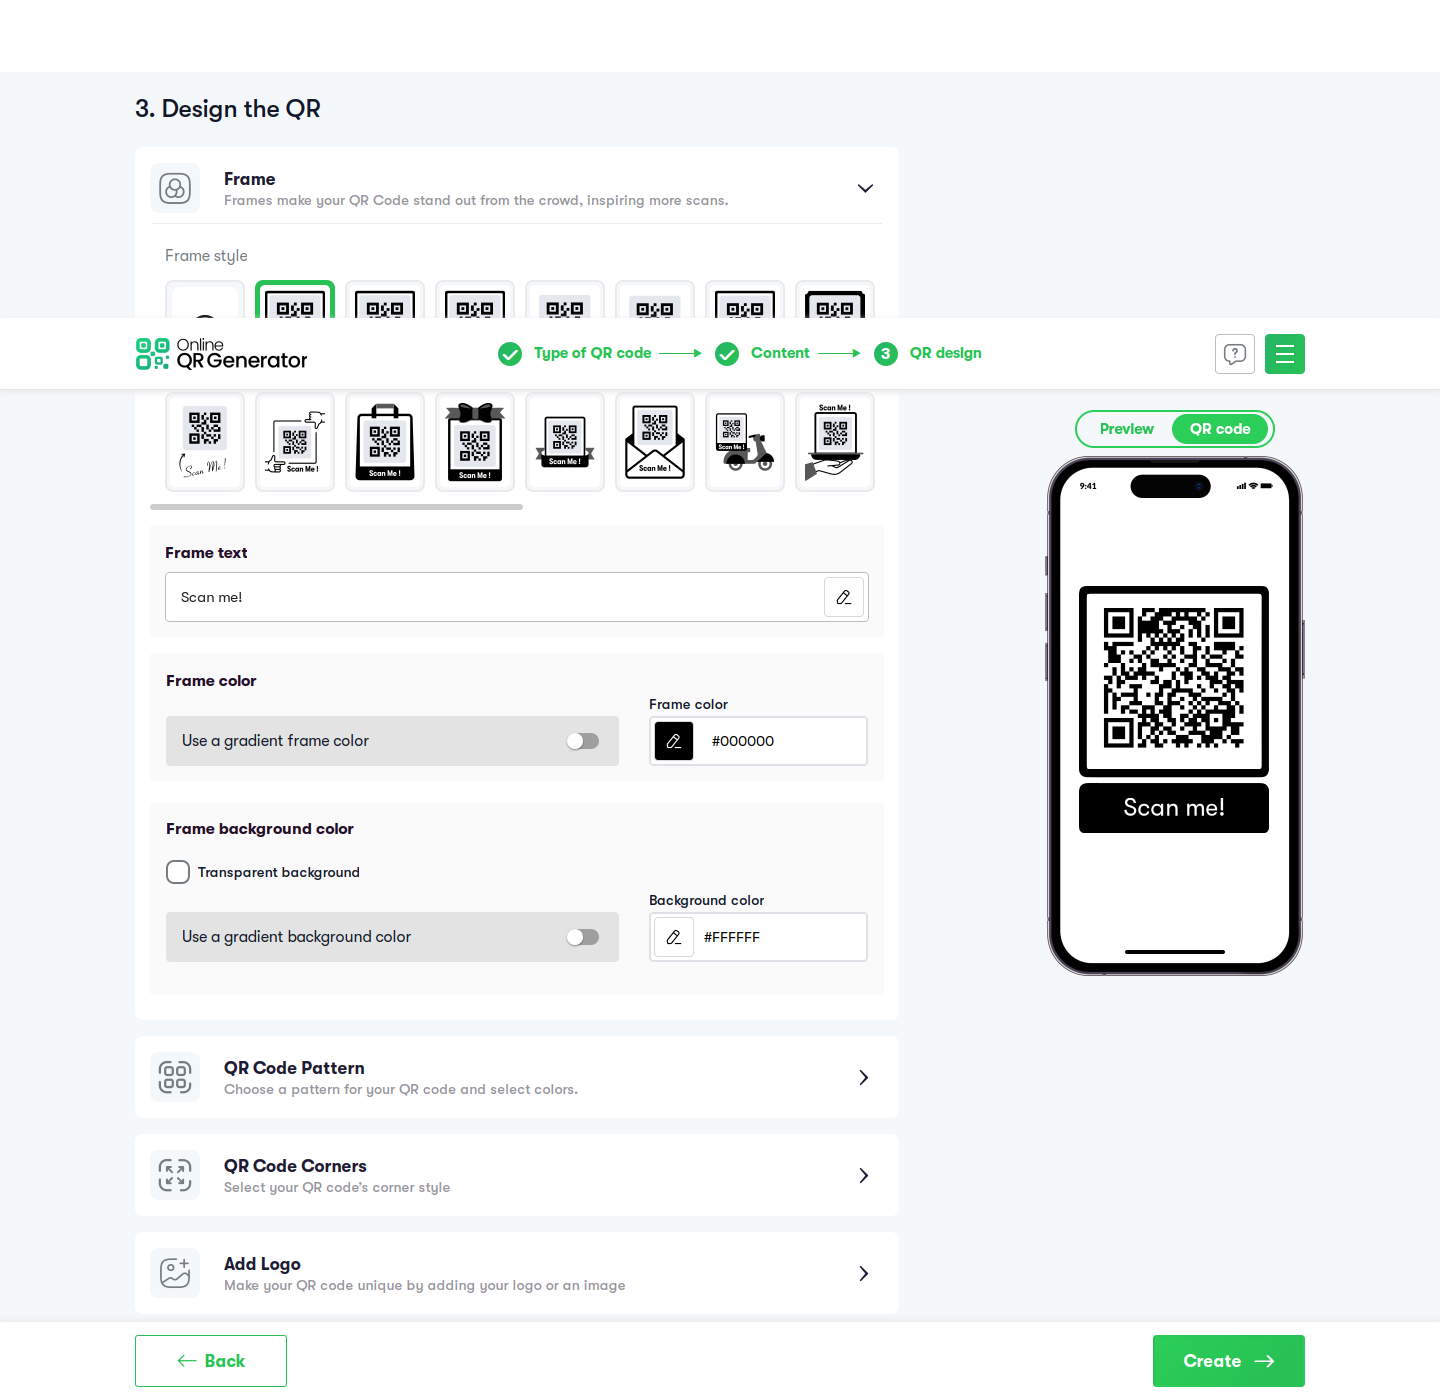 3. Design the QR
Frame
Frames make your QR Code stand out from the crowd, inspiring more scans.
Frame style
Online
QR Generator
Type of QR code
Content
3
QR design
Scan Me !
Scan Me !
Scan Me !
Scan Me !
Scan Me !
Scan Me !
Scan Me !
Scan Me !
Preview
QR code
9:41
Frame text
Scan me!
Frame color
Frame color
Use a gradient frame color
#000000
Scan me!
Frame background color
Transparent background
Background color
Use a gradient background color
#FFFFFF
QR Code Pattern
Choose a pattern for your QR code and select colors.
QR Code Corners
Select your QR code’s corner style
Add Logo
Make your QR code unique by adding your logo or an image
Back
Create